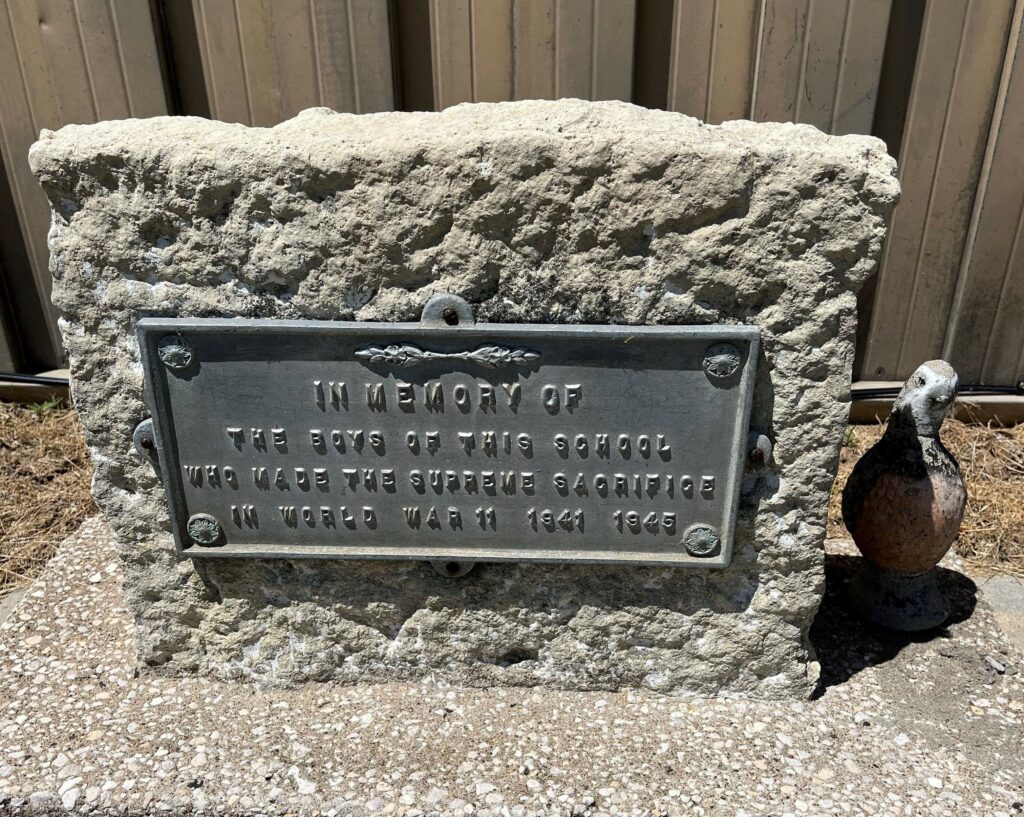 IN MEMORY OF
THE BOYS OF THIS SCHOOL
WHO MADE THE SUPREME SACRIFICE
IN WORLD WAR 11 1941 1945